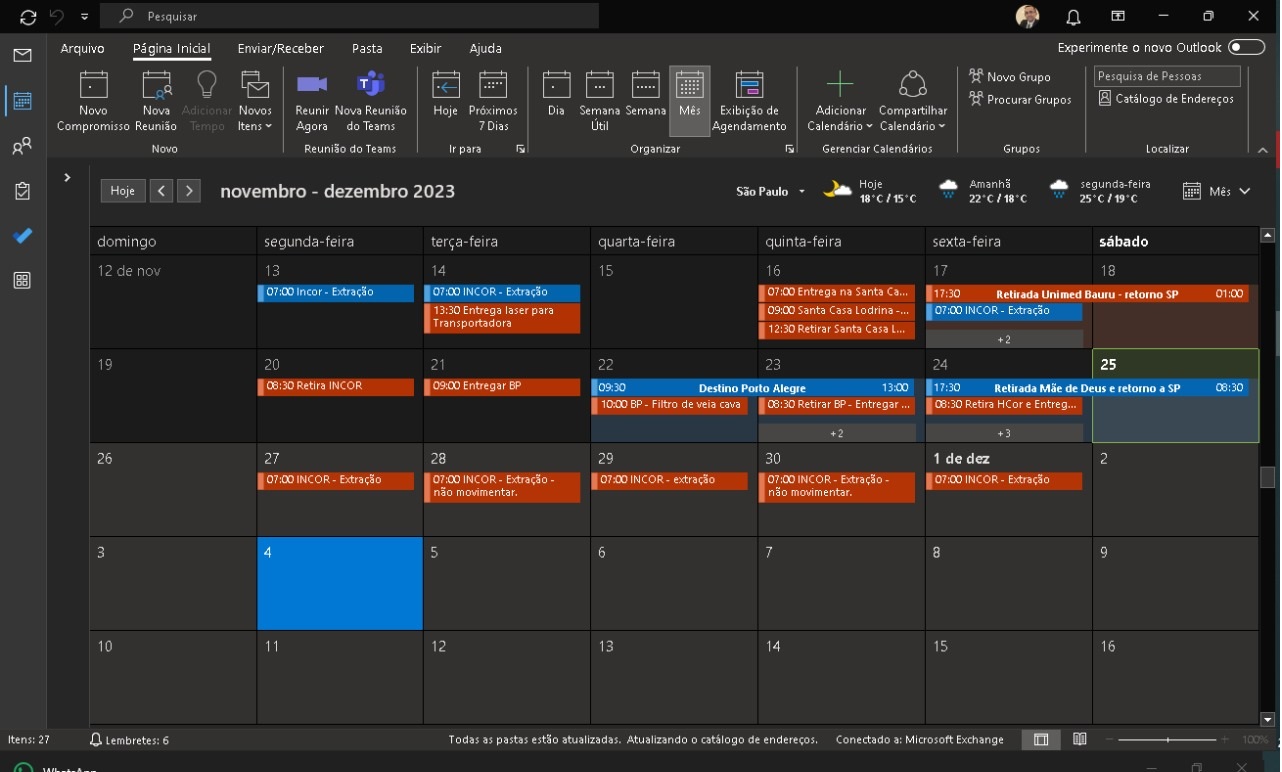 Pesquisar
Arquivo Página Inicial Enviar/Receber Pasta Exibir Ajuda
Experimente o novo Outlook
Novo Compromisso
Nova Reunião
Adicionar Tempo
Novos Itens
Novo
Reunir Agora
Nova Reunião do Teams
Reunião do Teams
Hoje
Próximos 7 Dias
Ir para
Dia
Semana Útil
Semana
Mês
Exibição de Agendamento
Organizar
Adicionar Calendário
Compartilhar Calendário
Gerenciar Calendários
Novo Grupo
Procurar Grupos
Grupos
Pesquisa de Pessoas
Catálogo de Endereços
Localizar
Hoje
novembro - dezembro 2023
São Paulo
Hoje
18°C / 15°C
Amanhã
22°C / 18°C
segunda-feira
25°C / 19°C
Mês
domingo segunda-feira terça-feira quarta-feira quinta-feira sexta-feira sábado
12 de nov
13
07:00 Incor - Extração
14
07:00 INCOR - Extração
13:30 Entrega laser para
Transportadora
15
16
07:00 Entrega na Santa Ca...
09:00 Santa Casa Lodrina -...
12:30 Retirar Santa Casa L...
17
17:30 Retirada Unimed Bauru - retorno SP 01:00
07:00 INCOR - Extração
+2
18
19
20
08:30 Retira INCOR
21
09:00 Entregar BP
22
09:30 Destino Porto Alegre 13:00
10:00 BP - Filtro de veia cava
23
08:30 Retirar BP - Entregar ...
+2
24
17:30 Retirada Mãe de Deus e retorno a SP 08:30
08:30 Retira HCor e Entreg...
+3
25
26
27
07:00 INCOR - Extração
28
07:00 INCOR - Extração -
não movimentar.
29
07:00 INCOR - extração
30
07:00 INCOR - Extração -
não movimentar.
1 de dez
07:00 INCOR - Extração
2
3 4 5 6 7 8 9
10 11 12 13 14 15 16
Itens: 27 Lembretes: 6
Todas as pastas estão atualizadas. Atualizando o catálogo de endereços. Conectado a: Microsoft Exchange
100%
WhatsApp